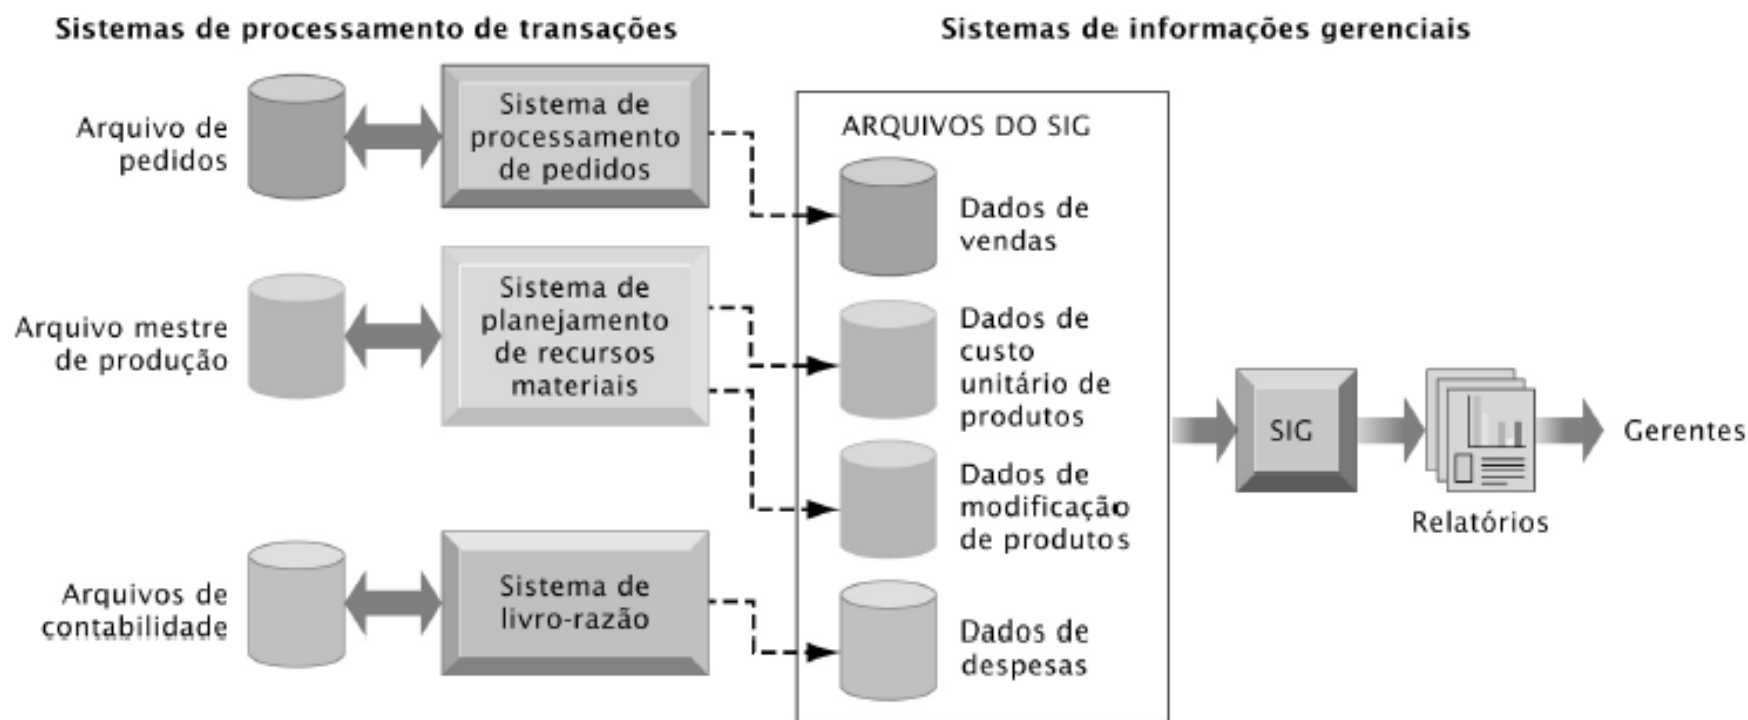 Sistemas de processamento de transações
Sistemas de informações gerenciais
Arquivo de
pedidos
Sistema de
processamento
de pedidos
ARQUIVOS DO SIG
Dados de
vendas
Arquivo mestre
de produção
Sistema de
planejamento
de recursos
materiais
Dados de
custo
unitário de
produtos
Dados de
modificação
de produtos
SIG
Relatórios
Gerentes
Arquivos de
contabilidade
Sistema de
livro-razão
Dados de
despesas